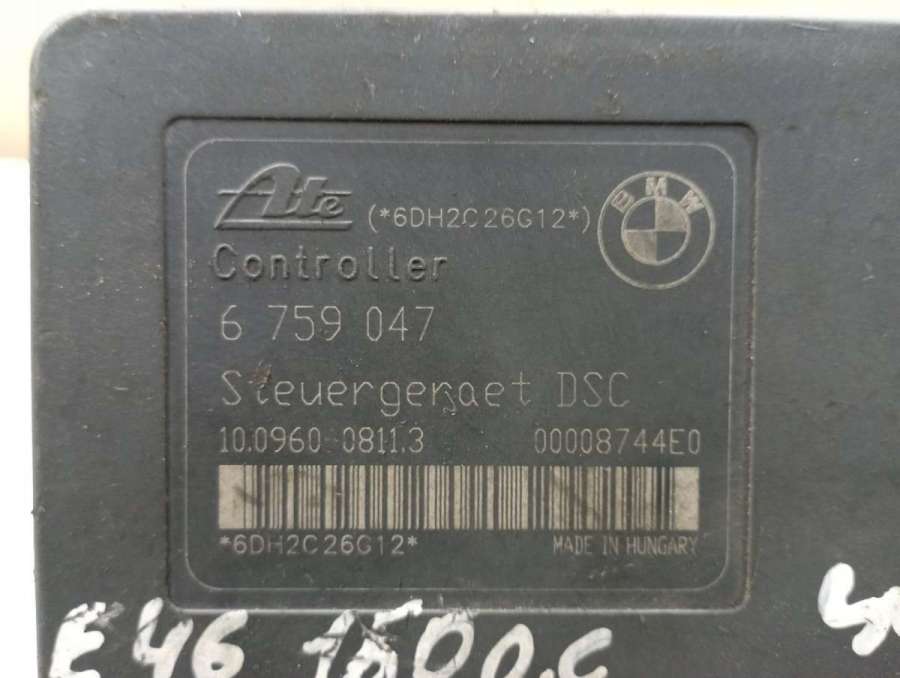 Ate (*6DH2C26G12*) BMW
Controller
6 759 047
Steuergeraet DSC
10.0960-0811.3 00008744E0
*6DH2C26G12* MADE IN HUNGARY
E46